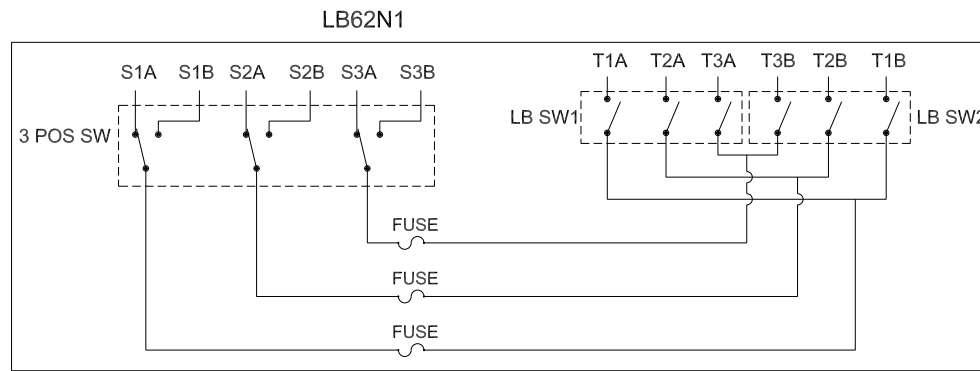 LB62N1
S1A S1B S2A S2B S3A S3B
T1A T2A T3A T3B T2B T1B
3 POS SW
LB SW1
LB SW2
FUSE
FUSE
FUSE